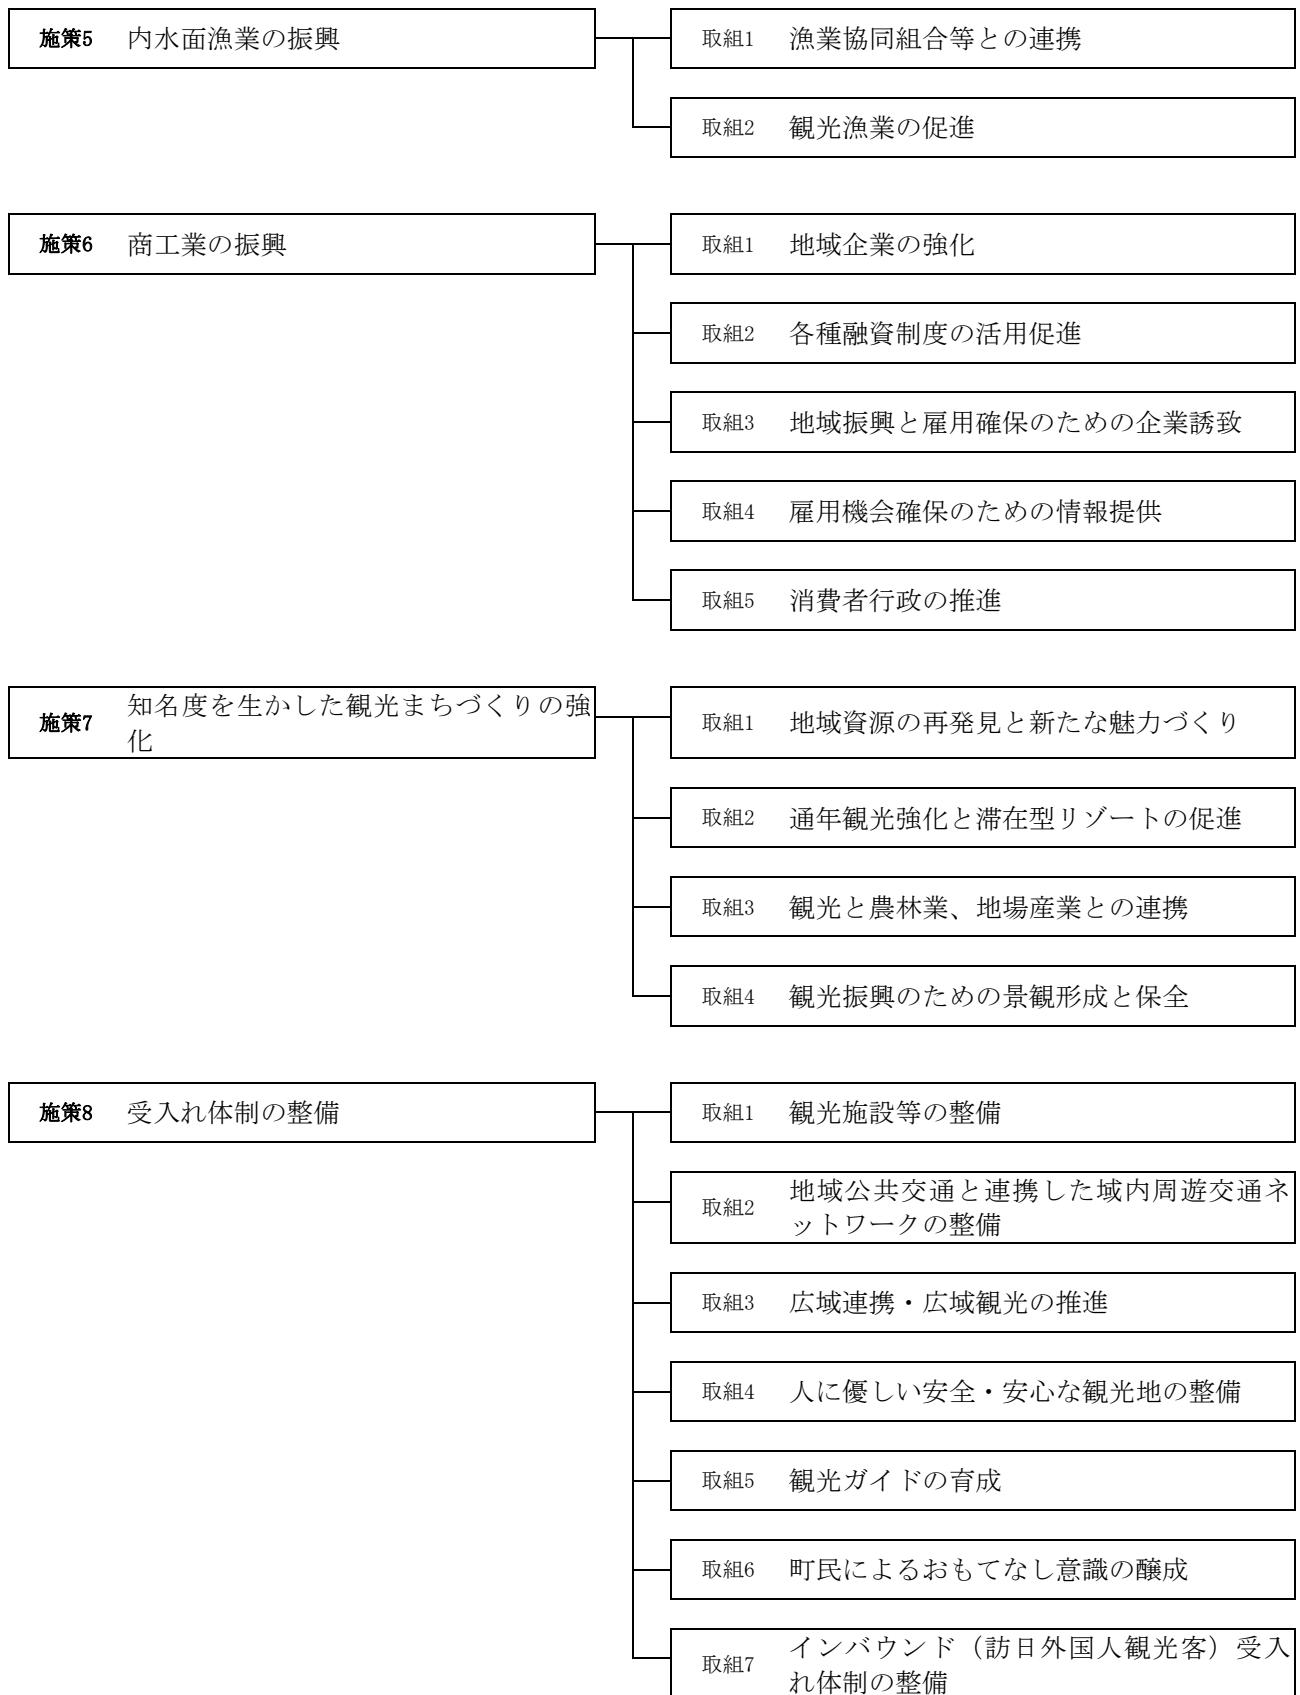 施策5 内水面漁業の振興
取組1 漁業協同組合等との連携
取組2 観光漁業の促進
施策6 商工業の振興
取組1 地域企業の強化
取組2 各種融資制度の活用促進
取組3 地域振興と雇用確保のための企業誘致
取組4 雇用機会確保のための情報提供
取組5 消費者行政の推進
施策7 知名度を生かした観光まちづくりの強
化
取組1 地域資源の再発見と新たな魅力づくり
取組2 通年観光強化と滞在型リゾートの促進
取組3 観光と農林業、地場産業との連携
取組4 観光振興のための景観形成と保全
施策8 受入れ体制の整備
取組1 観光施設等の整備
取組2 地域公共交通と連携した域内周遊交通ネ
ットワークの整備
取組3 広域連携・広域観光の推進
取組4 人に優しい安全・安心な観光地の整備
取組5 観光ガイドの育成
取組6 町民によるおもてなし意識の醸成
取組7 インバウンド（訪日外国人観光客）受入
れ体制の整備